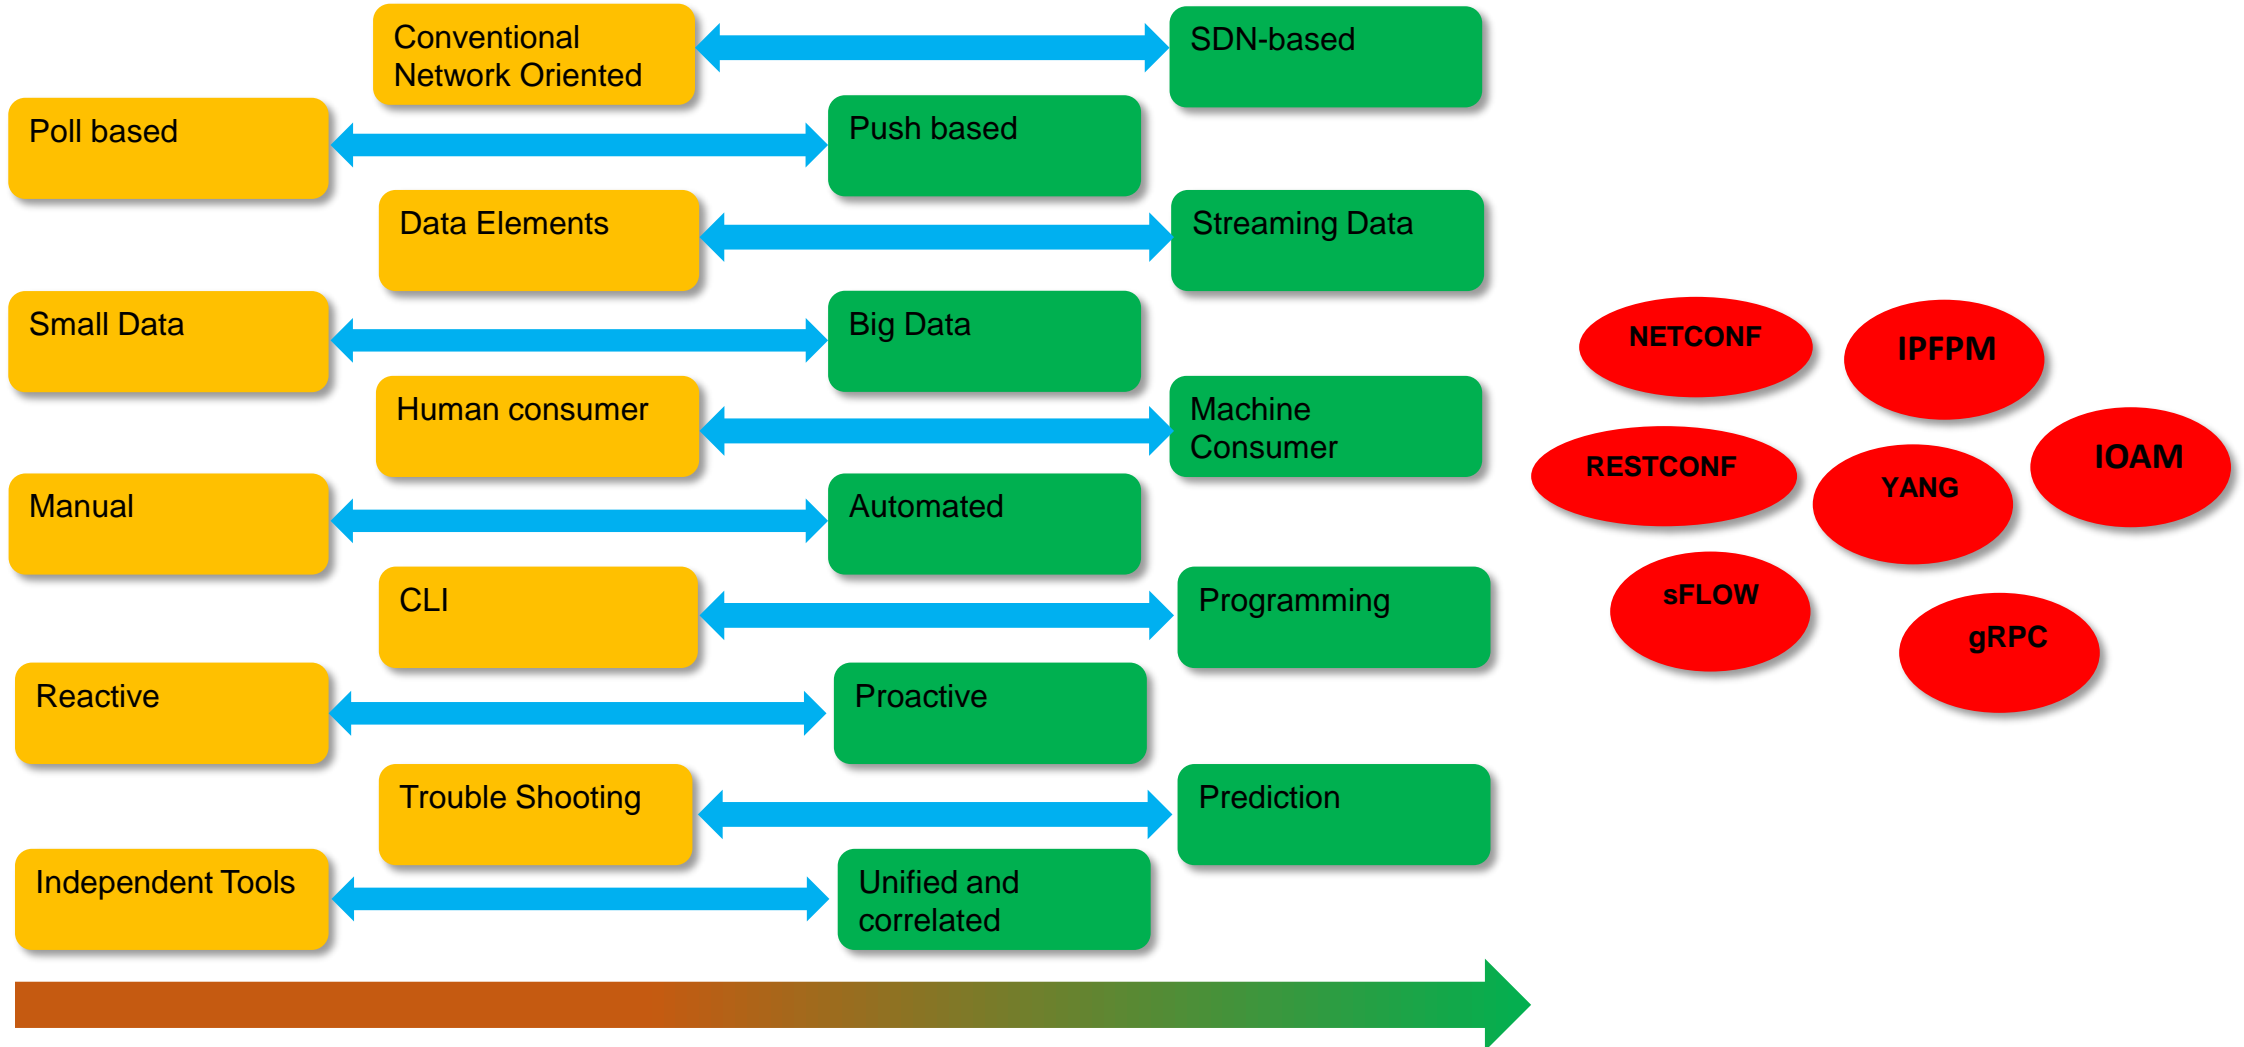 Conventional
Network Oriented
SDN-based
Poll based
Push based
Data Elements
Streaming Data
Small Data
Big Data
Human consumer
Machine
Consumer
Manual
Automated
CLI
Programming
Reactive
Proactive
Trouble Shooting
Prediction
Independent Tools
Unified and
correlated
NETCONF
IPFPM
RESTCONF
YANG
IOAM
sFLOW
gRPC